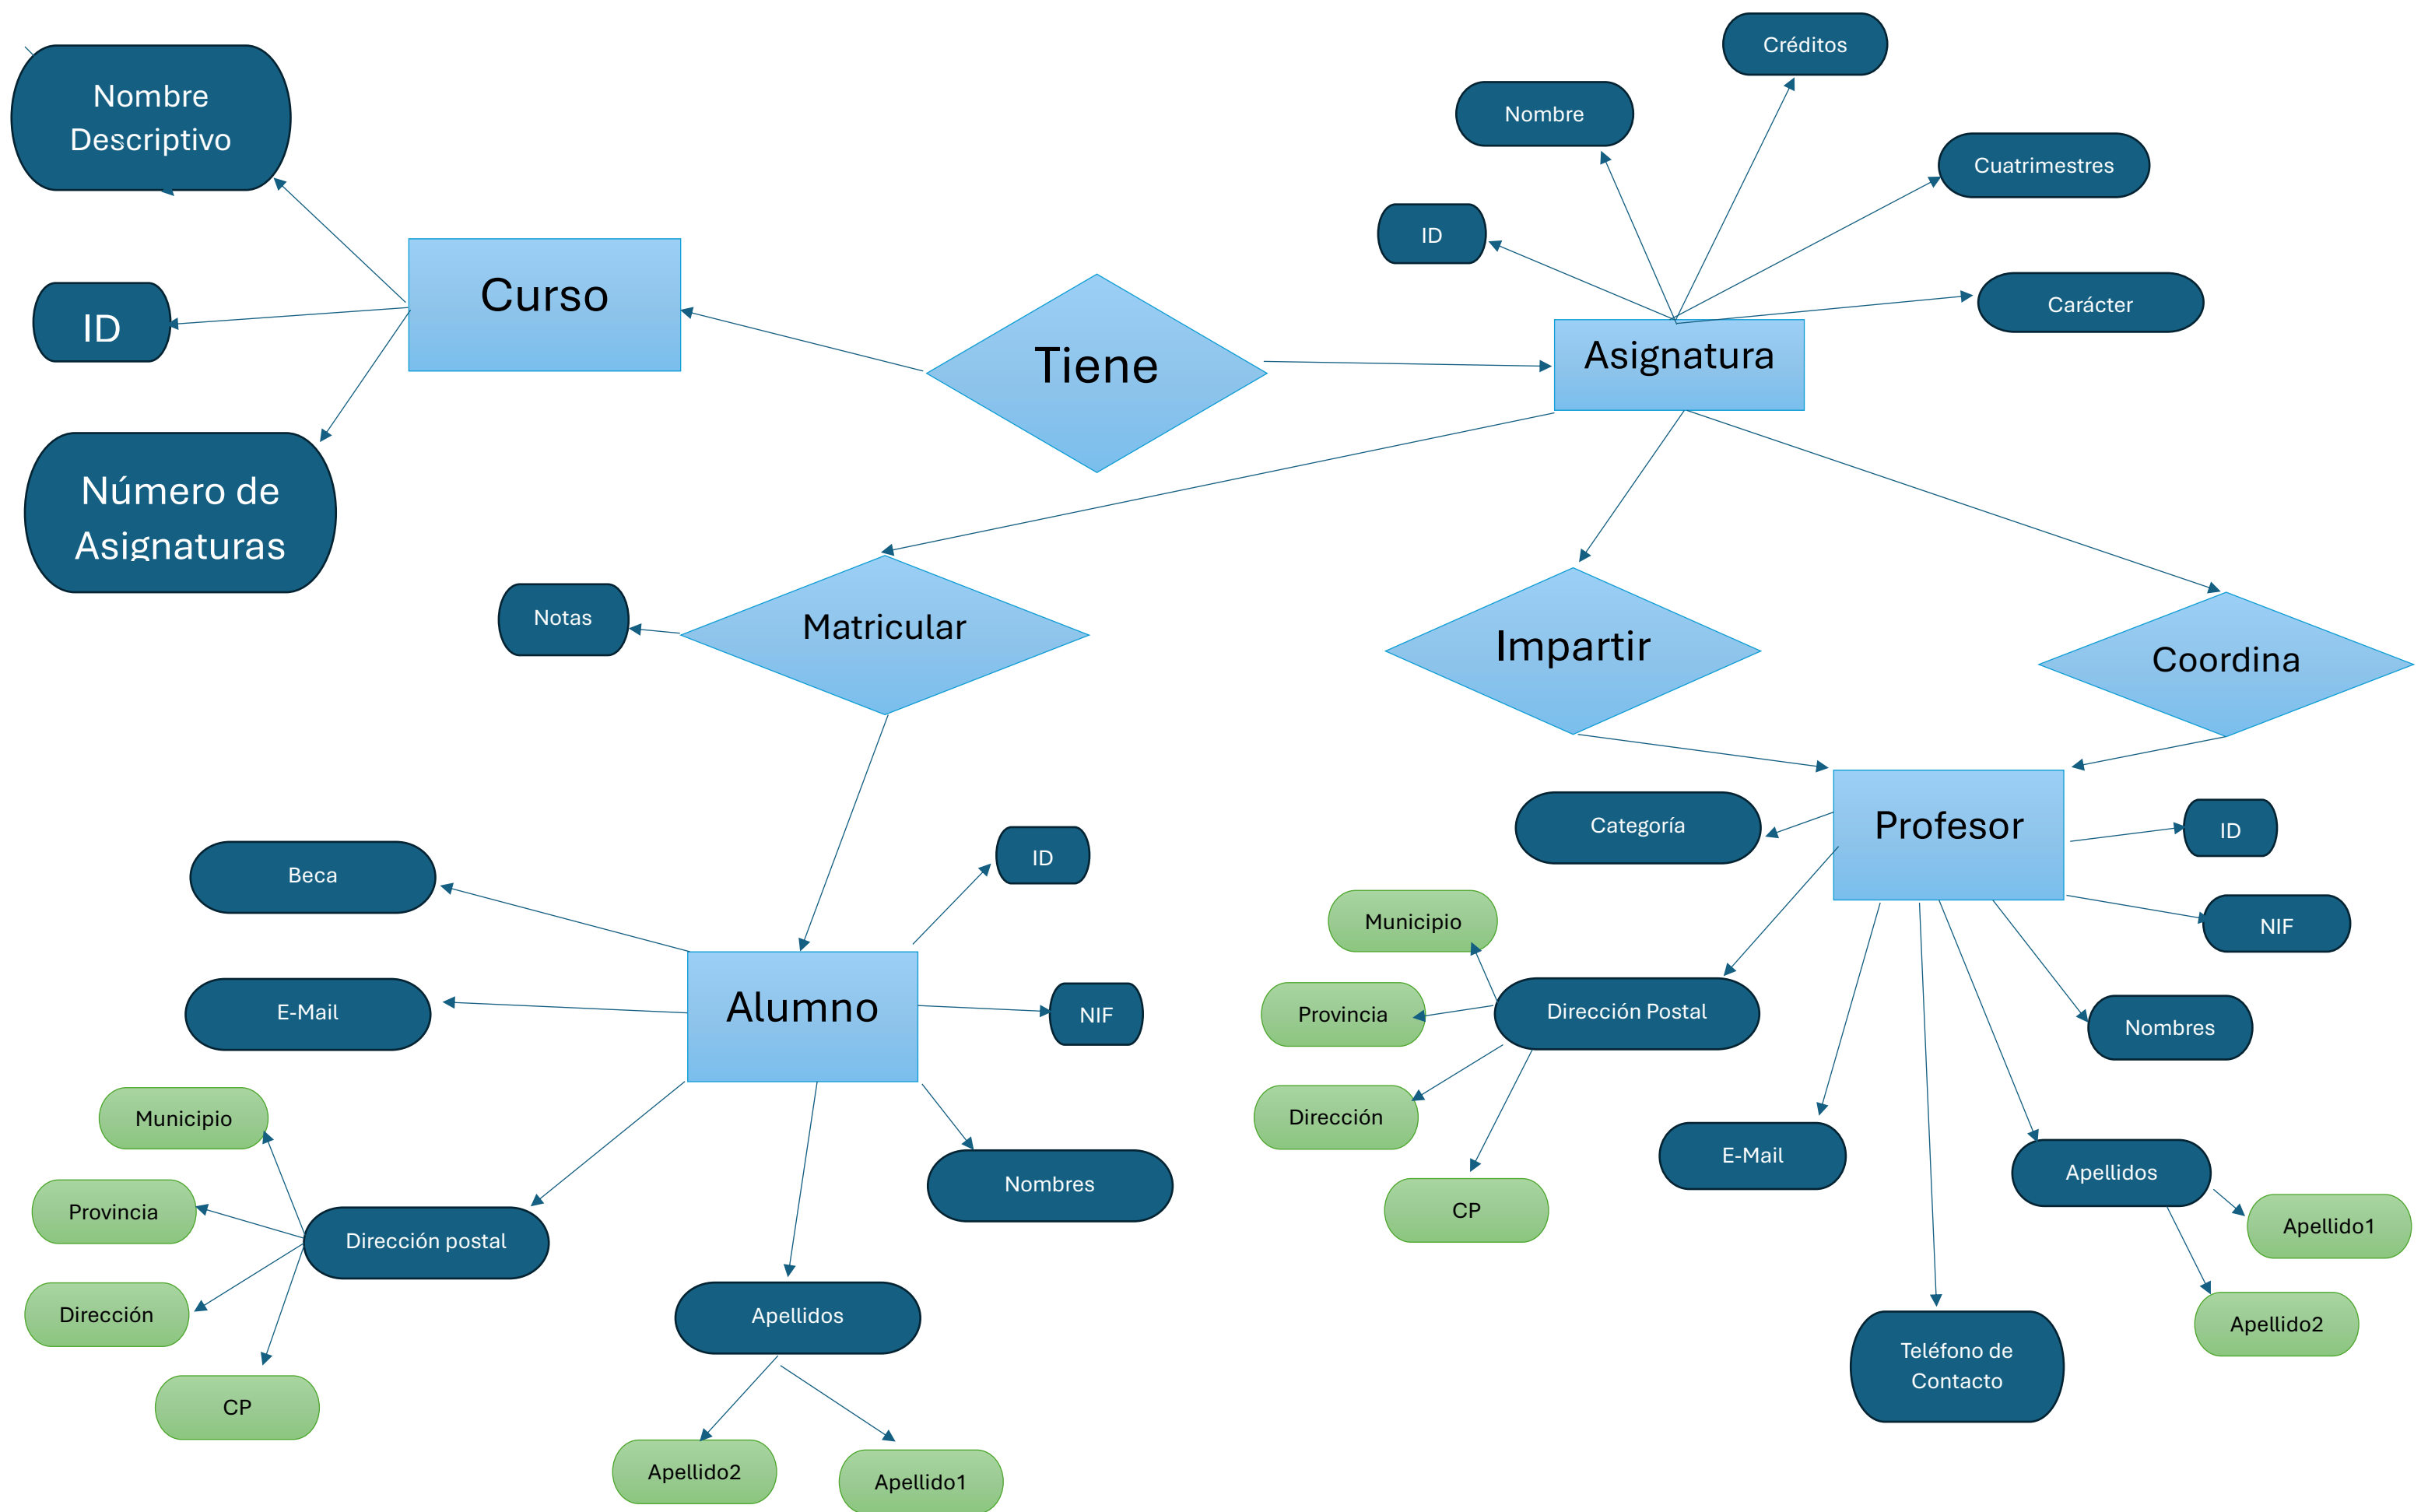 Créditos
Nombre
Descriptivo
Nombre
Cuatrimestres
ID
Curso
Carácter
ID
Tiene
Asignatura
Número de
Asignaturas
Notas
Matricular
Impartir
Coordina
Categoría
Profesor
ID
Beca
ID
Municipio
NIF
E-Mail
Alumno
NIF
Provincia
Dirección Postal
Nombres
Municipio
Dirección
E-Mail
Apellidos
Nombres
Provincia
CP
Apellido1
Dirección postal
Dirección
Apellidos
Apellido2
Teléfono de
Contacto
CP
Apellido2
Apellido1